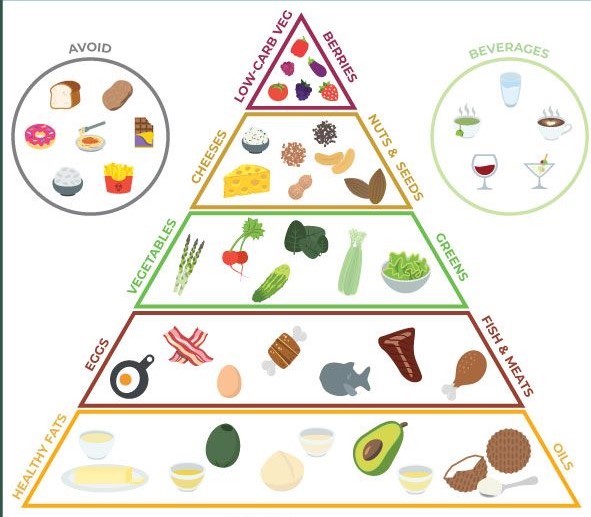 AVOID
BEVERAGES
LOW-CARB VEG
BERRIES
CHEESES
NUTS & SEEDS
VEGETABLES
GREENS
EGGS
FISH & MEATS
HEALTHY FATS
OILS